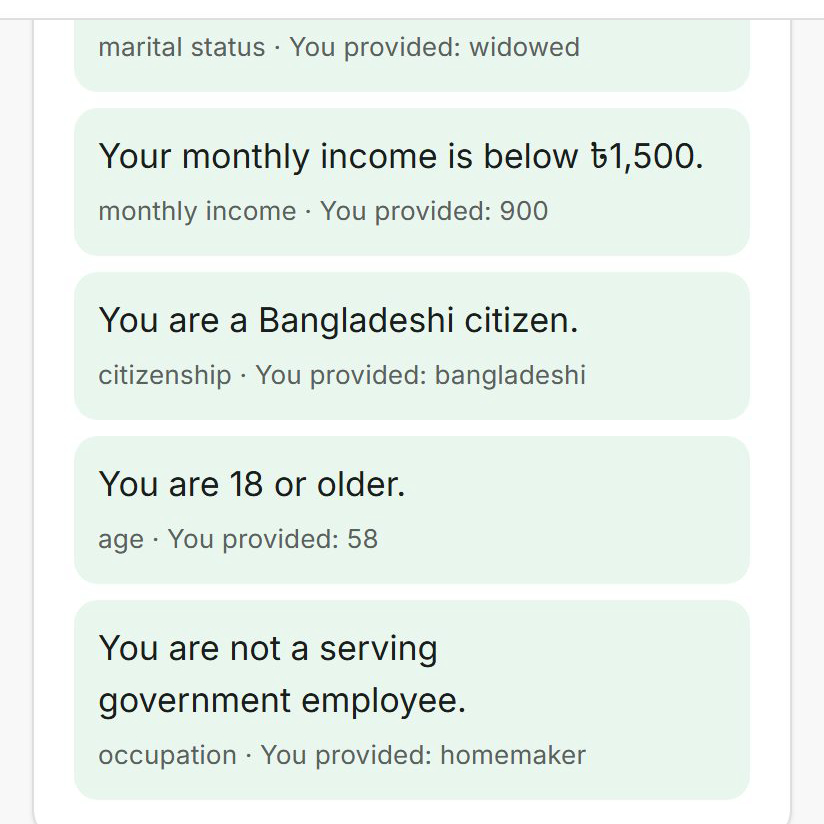 marital status · You provided: widowed
Your monthly income is below ৳1,500.
monthly income · You provided: 900
You are a Bangladeshi citizen.
citizenship · You provided: bangladeshi
You are 18 or older.
age · You provided: 58
You are not a serving
government employee.
occupation · You provided: homemaker